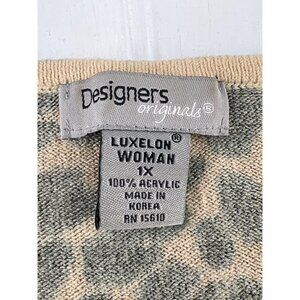 Designers
originals®
LUXELON®
WOMAN
1X
100% ACRYLIC
MADE IN
KOREA
RN 15610